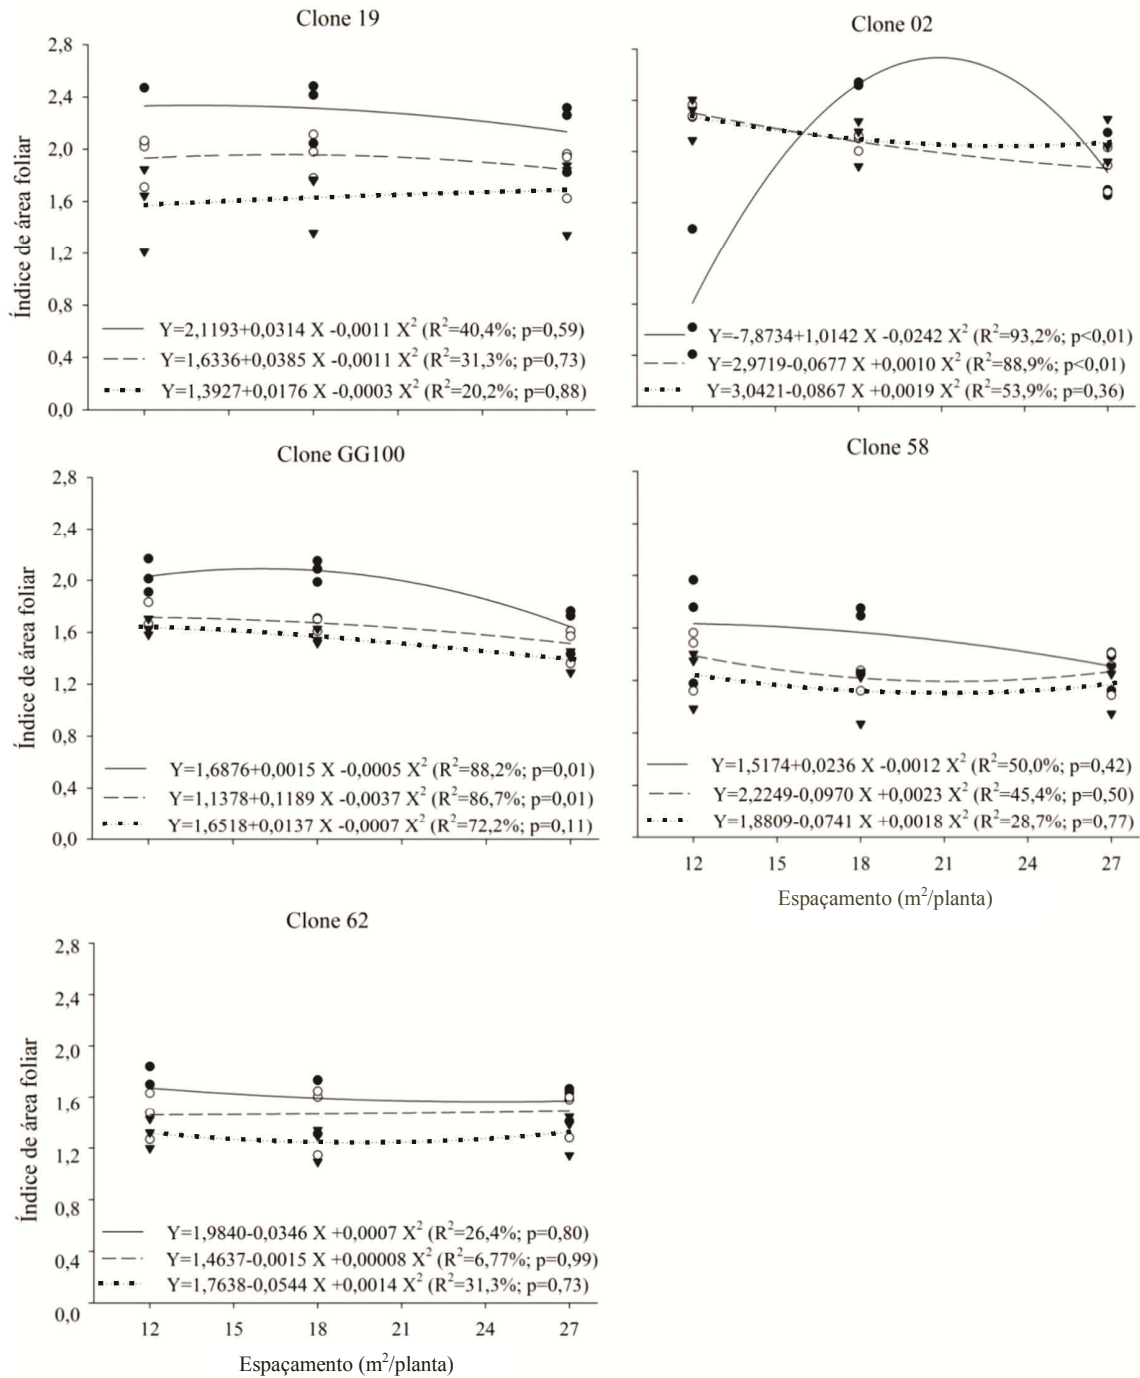 Clone 19
2,8
2,4
2,0
1,6
1,2
0,8
0,4
0,0
Índice de área foliar
Y=2,1193+0,0314 X -0,0011 X² (R²=40,4%; p=0,59)
Y=1,6336+0,0385 X -0,0011 X² (R²=31,3%; p=0,73)
Y=1,3927+0,0176 X -0,0003 X² (R²=20,2%; p=0,88)
Clone 02
Y=-7,8734+1,0142 X -0,0242 X² (R²=93,2%; p<0,01)
Y=2,9719-0,0677 X +0,0010 X² (R²=88,9%; p<0,01)
Y=3,0421-0,0867 X +0,0019 X² (R²=53,9%; p=0,36)
Clone GG100
2,8
2,4
2,0
1,6
1,2
0,8
0,4
0,0
Índice de área foliar
Y=1,6876+0,0015 X -0,0005 X² (R²=88,2%; p=0,01)
Y=1,1378+0,1189 X -0,0037 X² (R²=86,7%; p=0,01)
Y=1,6518+0,0137 X -0,0007 X² (R²=72,2%; p=0,11)
Clone 58
Y=1,5174+0,0236 X -0,0012 X² (R²=50,0%; p=0,42)
Y=2,2249-0,0970 X +0,0023 X² (R²=45,4%; p=0,50)
Y=1,8809-0,0741 X +0,0018 X² (R²=28,7%; p=0,77)
12 15 18 21 24 27
Espaçamento (m²/planta)
Clone 62
2,8
2,4
2,0
1,6
1,2
0,8
0,4
0,0
Índice de área foliar
Y=1,9840-0,0346 X +0,0007 X² (R²=26,4%; p=0,80)
Y=1,4637-0,0015 X +0,00008 X² (R²=6,77%; p=0,99)
Y=1,7638-0,0544 X +0,0014 X² (R²=31,3%; p=0,73)
12 15 18 21 24 27
Espaçamento (m²/planta)